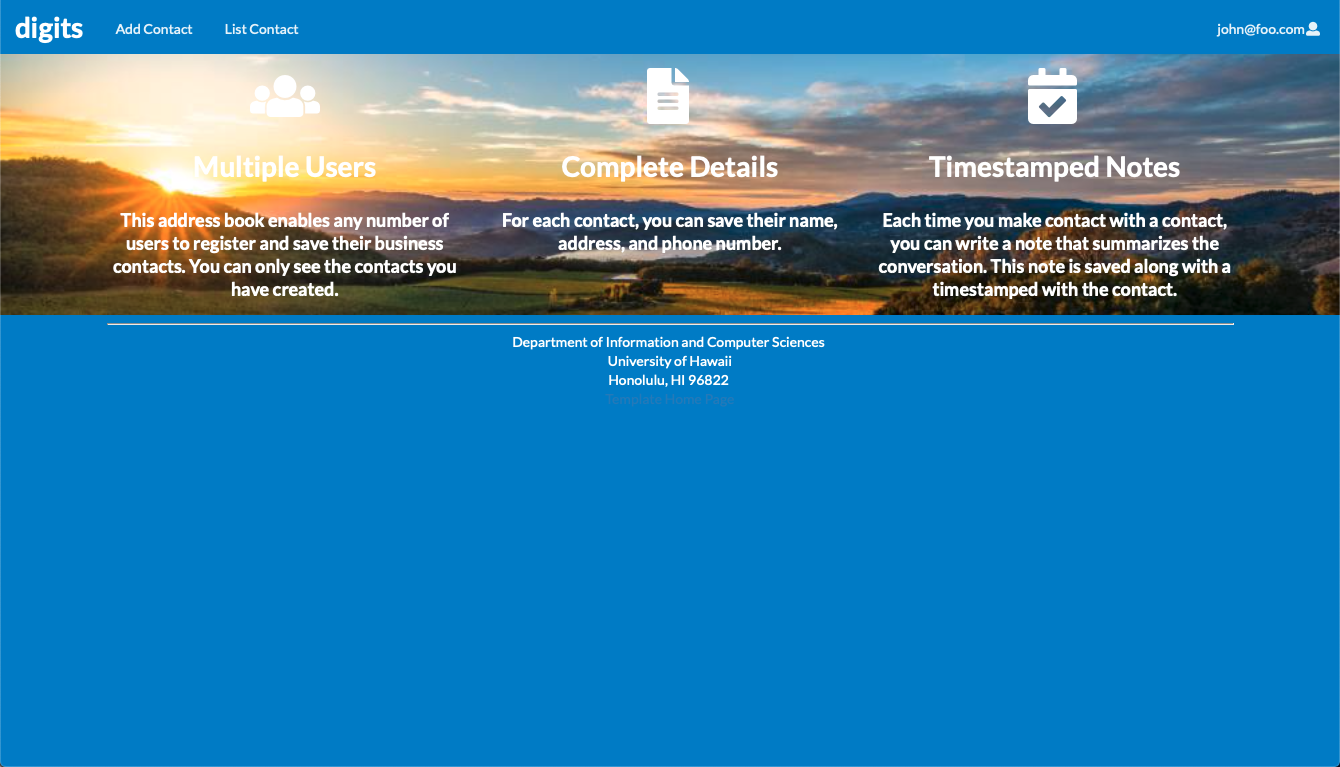 digits
Add Contact
List Contact
john@foo.com
Multiple Users
This address book enables any number of
users to register and save their business
contacts. You can only see the contacts you
have created.
Complete Details
For each contact, you can save their name,
address, and phone number.
Timestamped Notes
Each time you make contact with a contact,
you can write a note that summarizes the
conversation. This note is saved along with a
timestamped with the contact.
Department of Information and Computer Sciences
University of Hawaii
Honolulu, HI 96822
Template Home Page